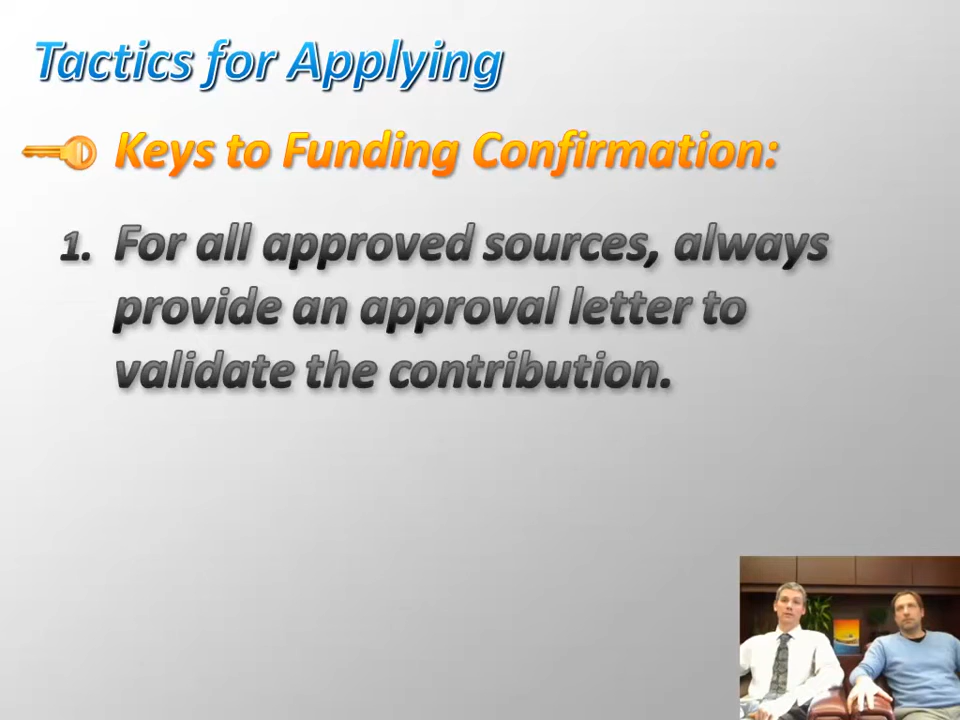 Tactics for Applying
Keys to Funding Confirmation:
1. For all approved sources, always
provide an approval letter to
validate the contribution.